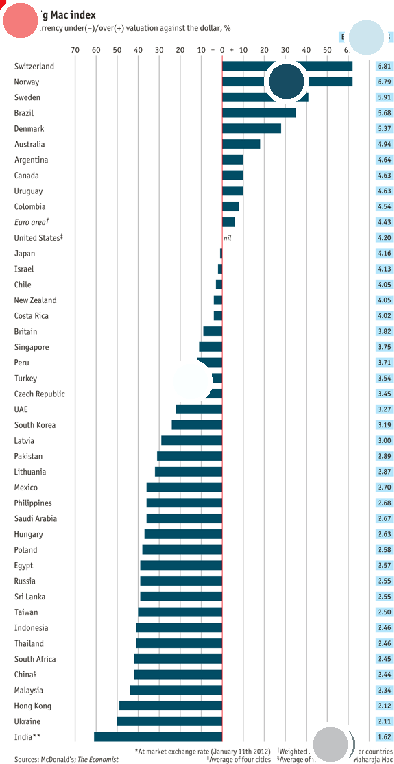 g Mac index
rrency under(−)/over(+) valuation against the dollar, %
70 60 50 40 30 20 10 – + 10 20 30 40 50 6
Switzerland 6.81
Norway 6.79
Sweden 5.91
Brazil 5.68
Denmark 5.37
Australia 4.94
Argentina 4.64
Canada 4.63
Uruguay 4.63
Colombia 4.54
Euro area† 4.43
United States‡ nil 4.20
Japan 4.16
Israel 4.13
Chile 4.05
New Zealand 4.05
Costa Rica 4.02
Britain 3.82
Singapore 3.75
Peru 3.71
Turkey 3.54
Czech Republic 3.45
UAE 3.27
South Korea 3.19
Latvia 3.00
Pakistan 2.89
Lithuania 2.87
Mexico 2.70
Philippines 2.68
Saudi Arabia 2.67
Hungary 2.63
Poland 2.58
Egypt 2.57
Russia 2.55
Sri Lanka 2.55
Taiwan 2.50
Indonesia 2.46
Thailand 2.46
South Africa 2.45
China§ 2.44
Malaysia 2.34
Hong Kong 2.12
Ukraine 2.11
India** 1.62
*At market exchange rate (January 11th 2012) †Weighted r countries
Sources: McDonald's; The Economist ‡Average of four cities §Average of Maharaja Mac